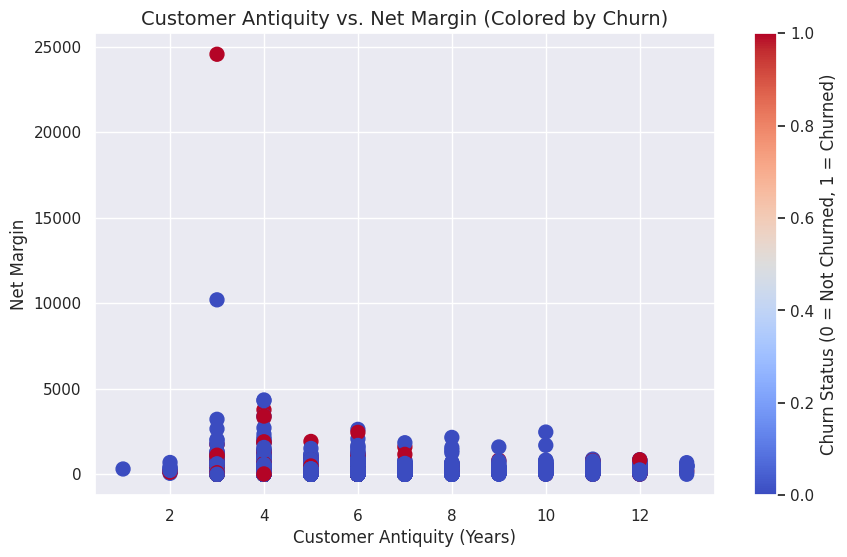 Customer Antiquity vs. Net Margin (Colored by Churn)
Net Margin
25000
20000
15000
10000
5000
0
2 4 6 8 10 12
Customer Antiquity (Years)
1.0
0.8
0.6
0.4
0.2
0.0
Churn Status (0 = Not Churned, 1 = Churned)